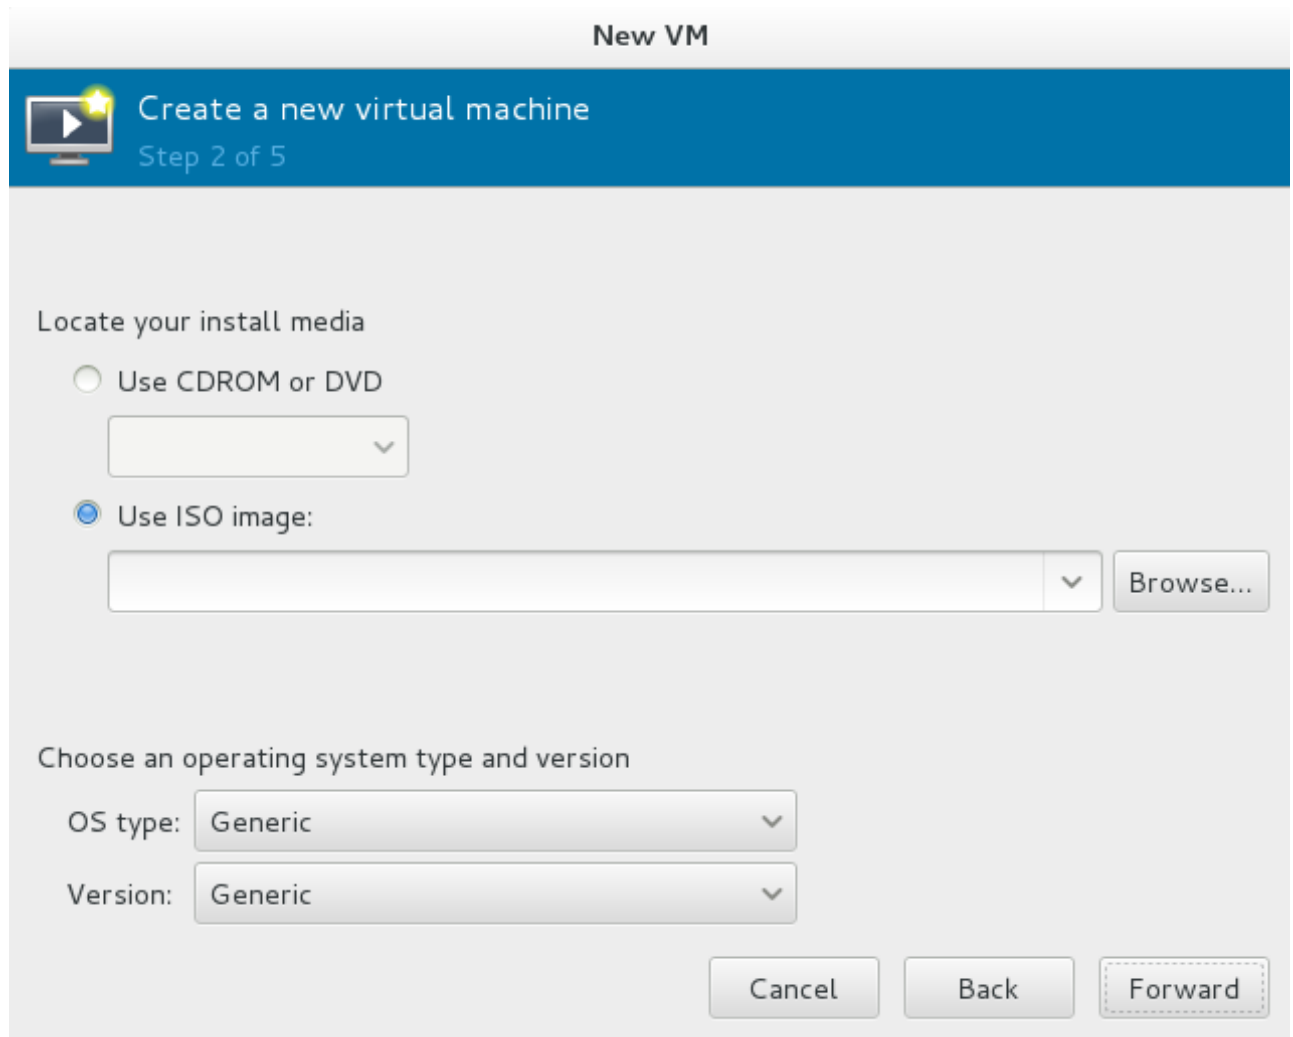 New VM
Create a new virtual machine
Step 2 of 5
Locate your install media
Use CDROM or DVD
Use ISO image:
Browse...
Choose an operating system type and version
OS type: Generic
Version: Generic
Cancel Back Forward